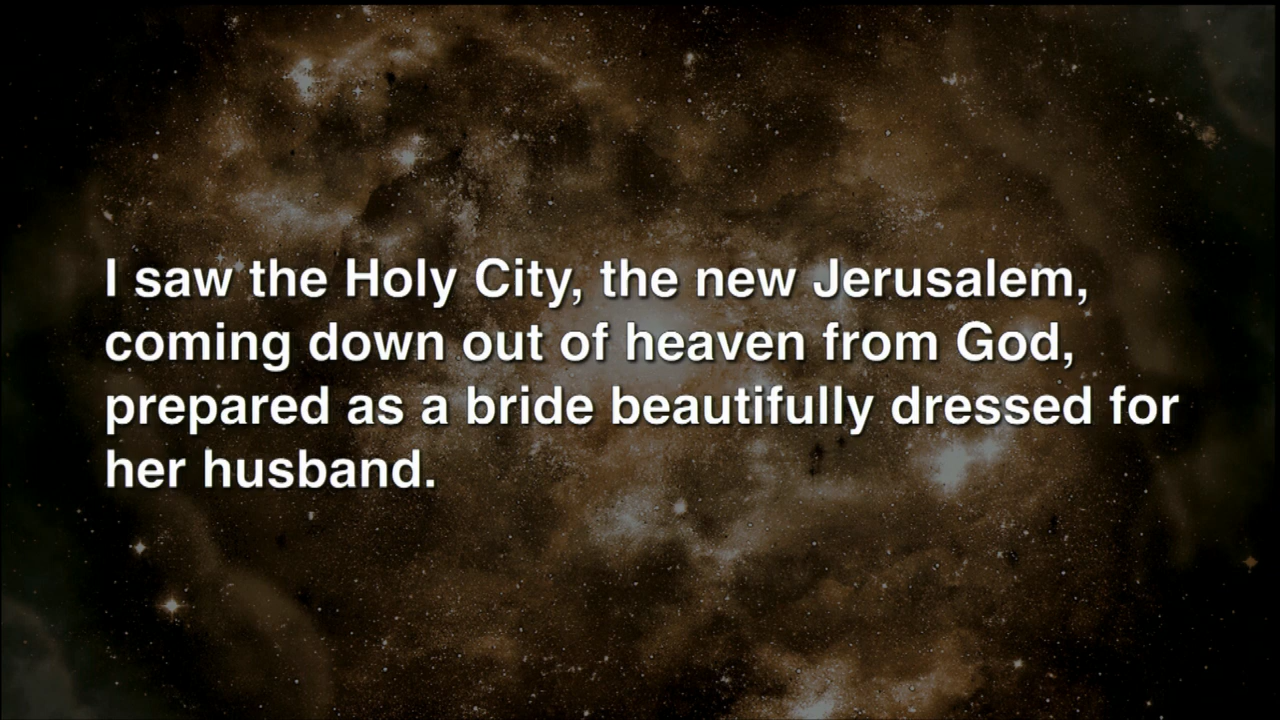 I saw the Holy City, the new Jerusalem,
coming down out of heaven from God,
prepared as a bride beautifully dressed for
her husband.